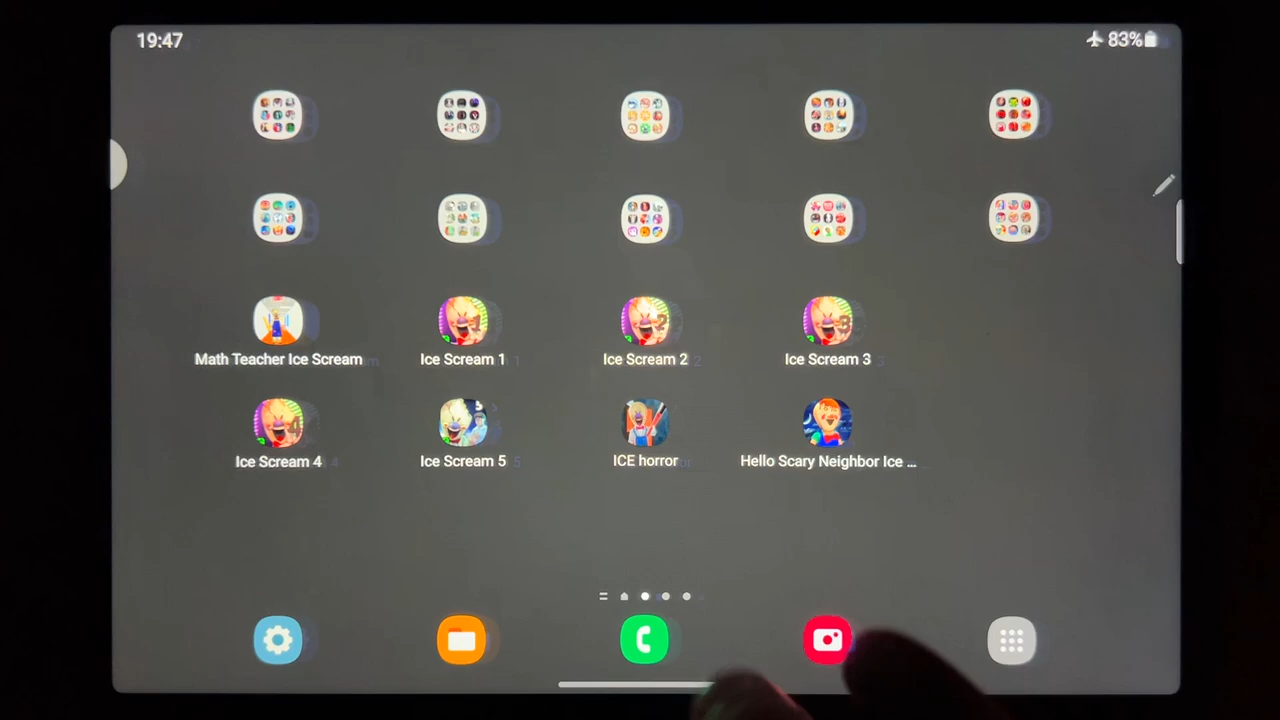 19:47
83%
Math Teacher Ice Scream
Ice Scream 1
Ice Scream 2
Ice Scream 3
Ice Scream 4
Ice Scream 5
ICE horror
Hello Scary Neighbor Ice ...